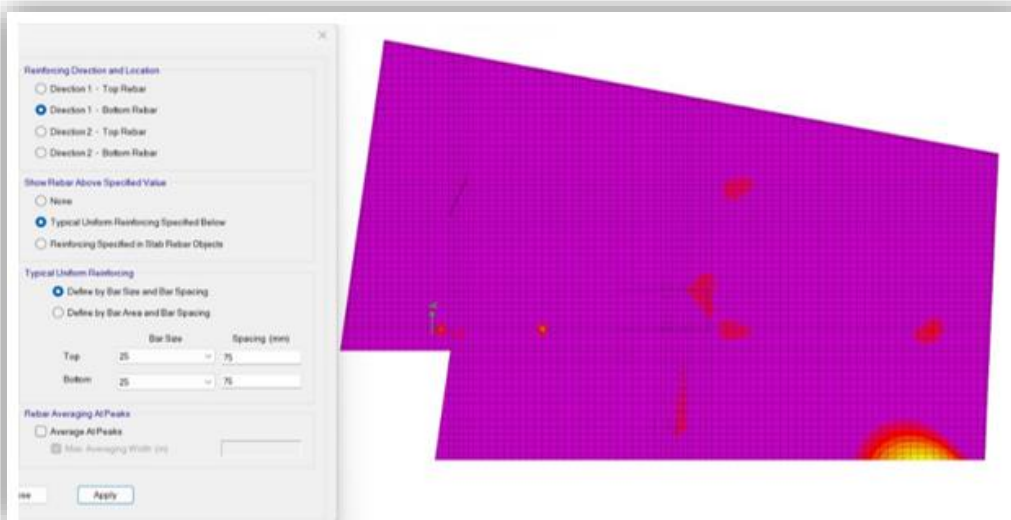 Reinforcing Direction and Location
Direction 1 - Top Rebar
Direction 1 - Bottom Rebar
Direction 2 - Top Rebar
Direction 2 - Bottom Rebar
Show Rebar Above Specified Value
None
Typical Uniform Reinforcing Specified Below
Reinforcing Specified in Slab Rebar Objects
Typical Uniform Reinforcing
Define by Bar Size and Bar Spacing
Define by Bar Area and Bar Spacing
Bar Size Spacing (mm)
Top 25 75
Bottom 25 75
Rebar Averaging At Peaks
Average At Peaks
Max. Averaging Width (m)
Apply